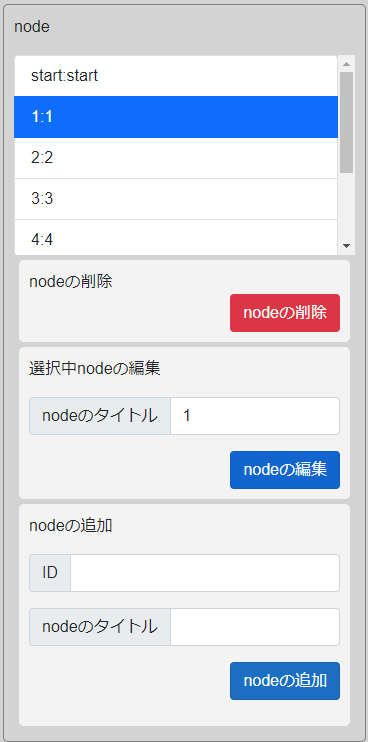 node
start:start
1:1
2:2
3:3
4:4
nodeの削除
nodeの削除
選択中nodeの編集
nodeのタイトル 1
nodeの編集
nodeの追加
ID
nodeのタイトル
nodeの追加